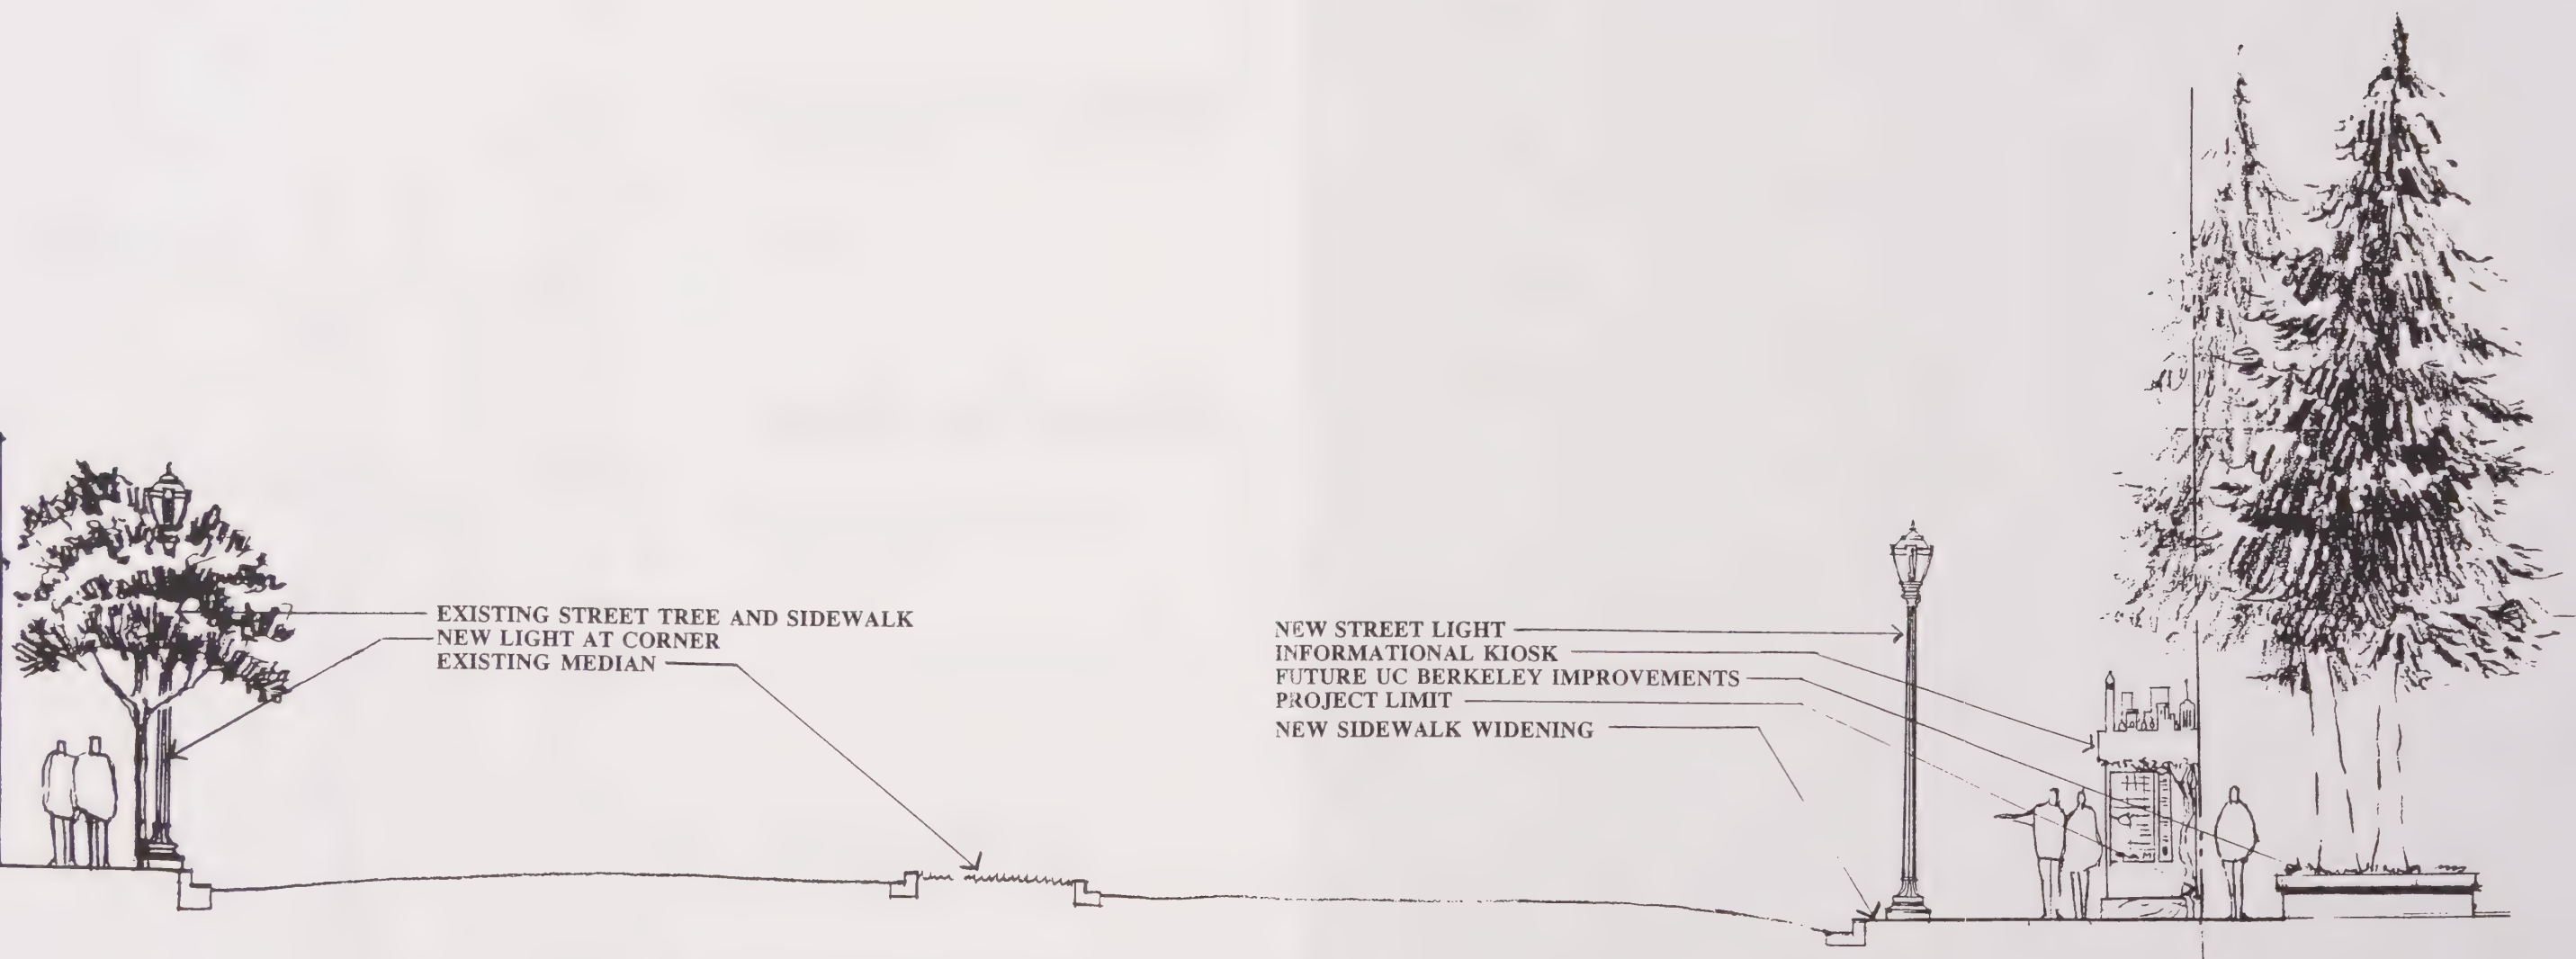 EXISTING STREET TREE AND SIDEWALK
NEW LIGHT AT CORNER
EXISTING MEDIAN
NEW STREET LIGHT
INFORMATIONAL KIOSK
FUTURE UC BERKELEY IMPROVEMENTS
PROJECT LIMIT
NEW SIDEWALK WIDENING